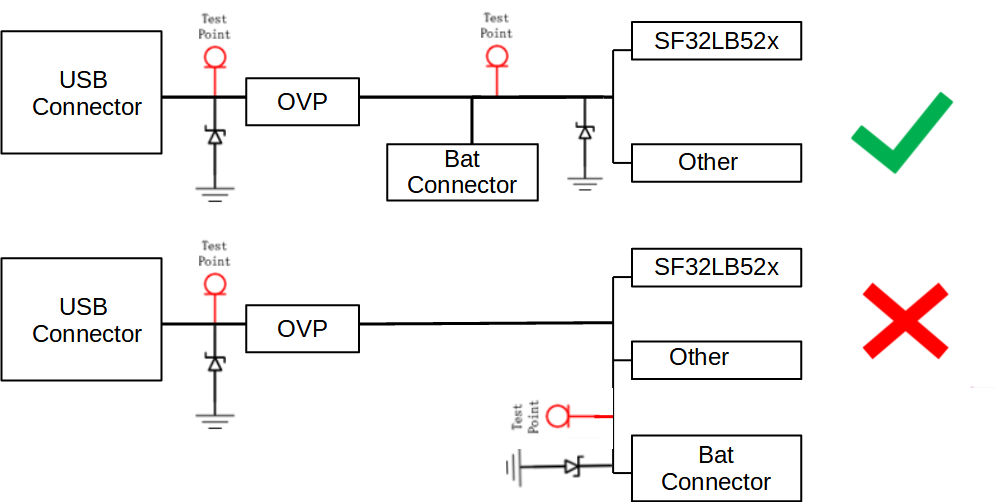 Test
Point
Test
Point
USB
Connector
OVP
SF32LB52x
Bat
Connector
Other
Test
Point
USB
Connector
OVP
SF32LB52x
Other
Test
Point
Bat
Connector